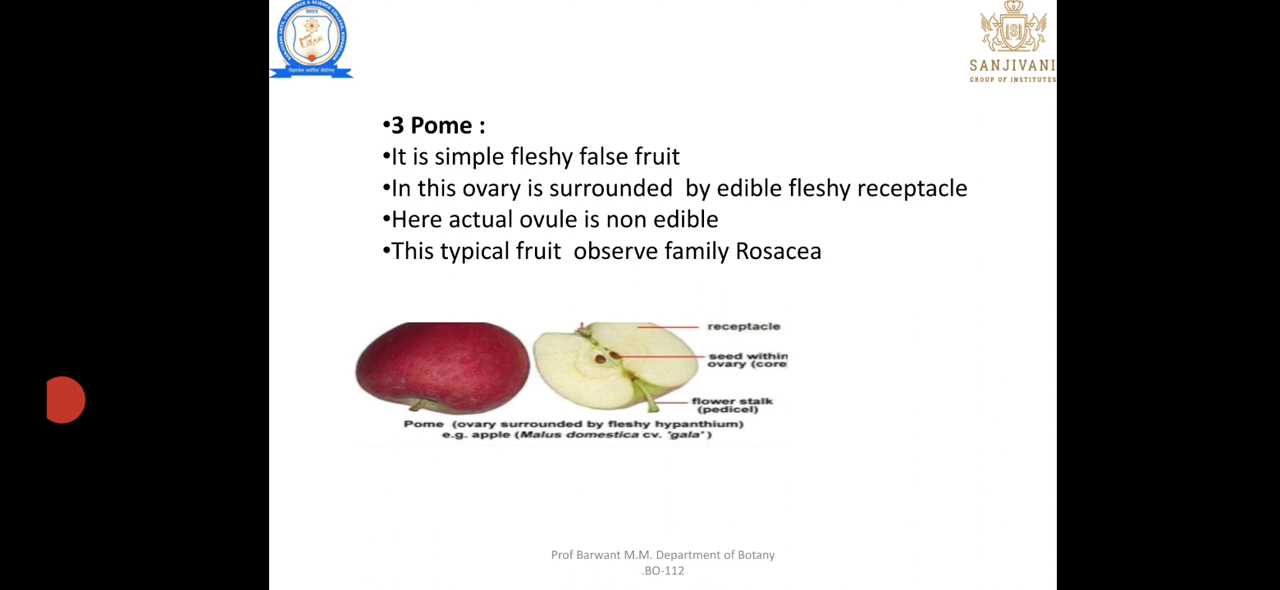 SANJIVANI
GROUP OF INSTITUTES
•3 Pome :
•It is simple fleshy false fruit
•In this ovary is surrounded by edible fleshy receptacle
•Here actual ovule is non edible
•This typical fruit observe family Rosacea
receptacle
seed within
ovary (core
flower stalk
(pedicel)
Pome (ovary surrounded by fleshy hypanthium)
e.g. apple (Malus domestica cv. 'gala')
Prof Barwant M.M. Department of Botany
.BO-112